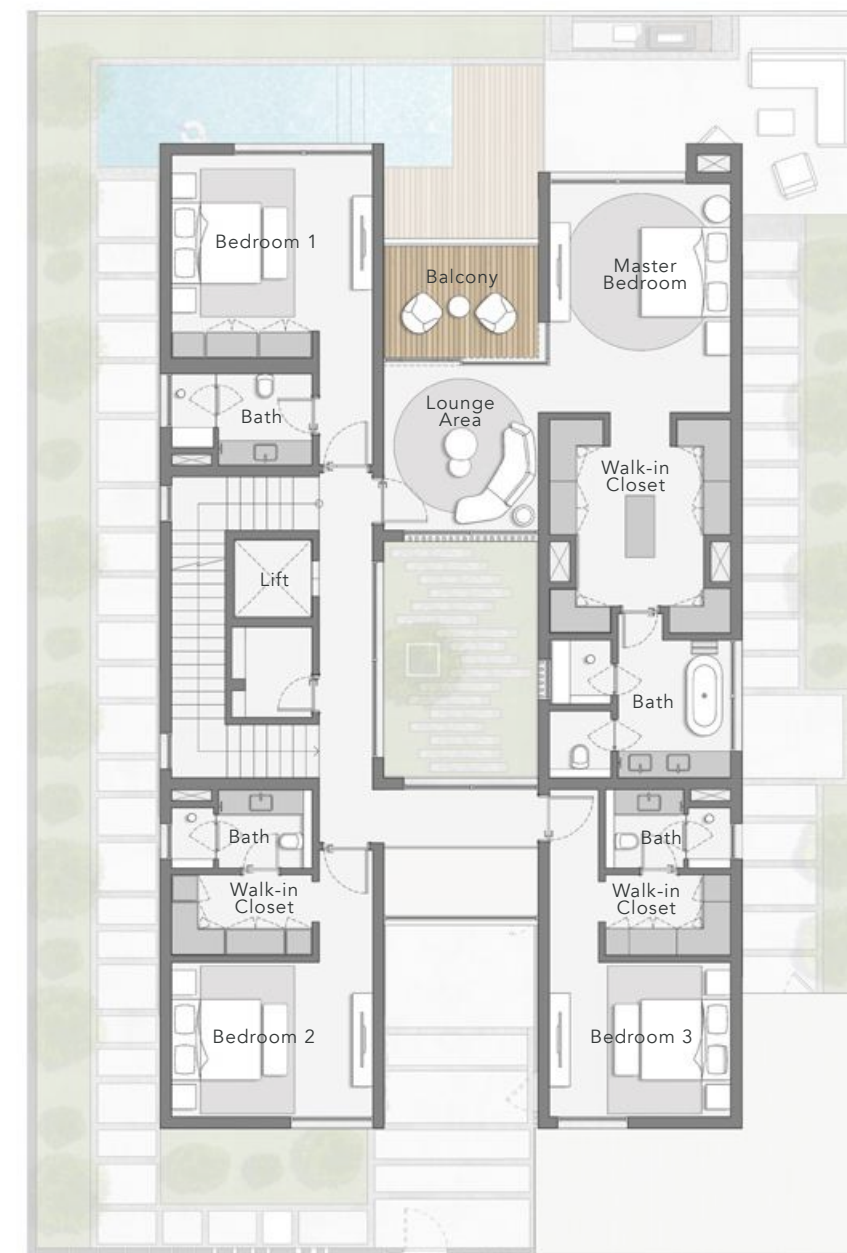 Bedroom 1
Balcony
Master
Bedroom
Bath
Lounge
Area
Walk-in
Closet
Lift
Bath
Bath
Bath
Walk-in
Closet
Walk-in
Closet
Bedroom 2
Bedroom 3